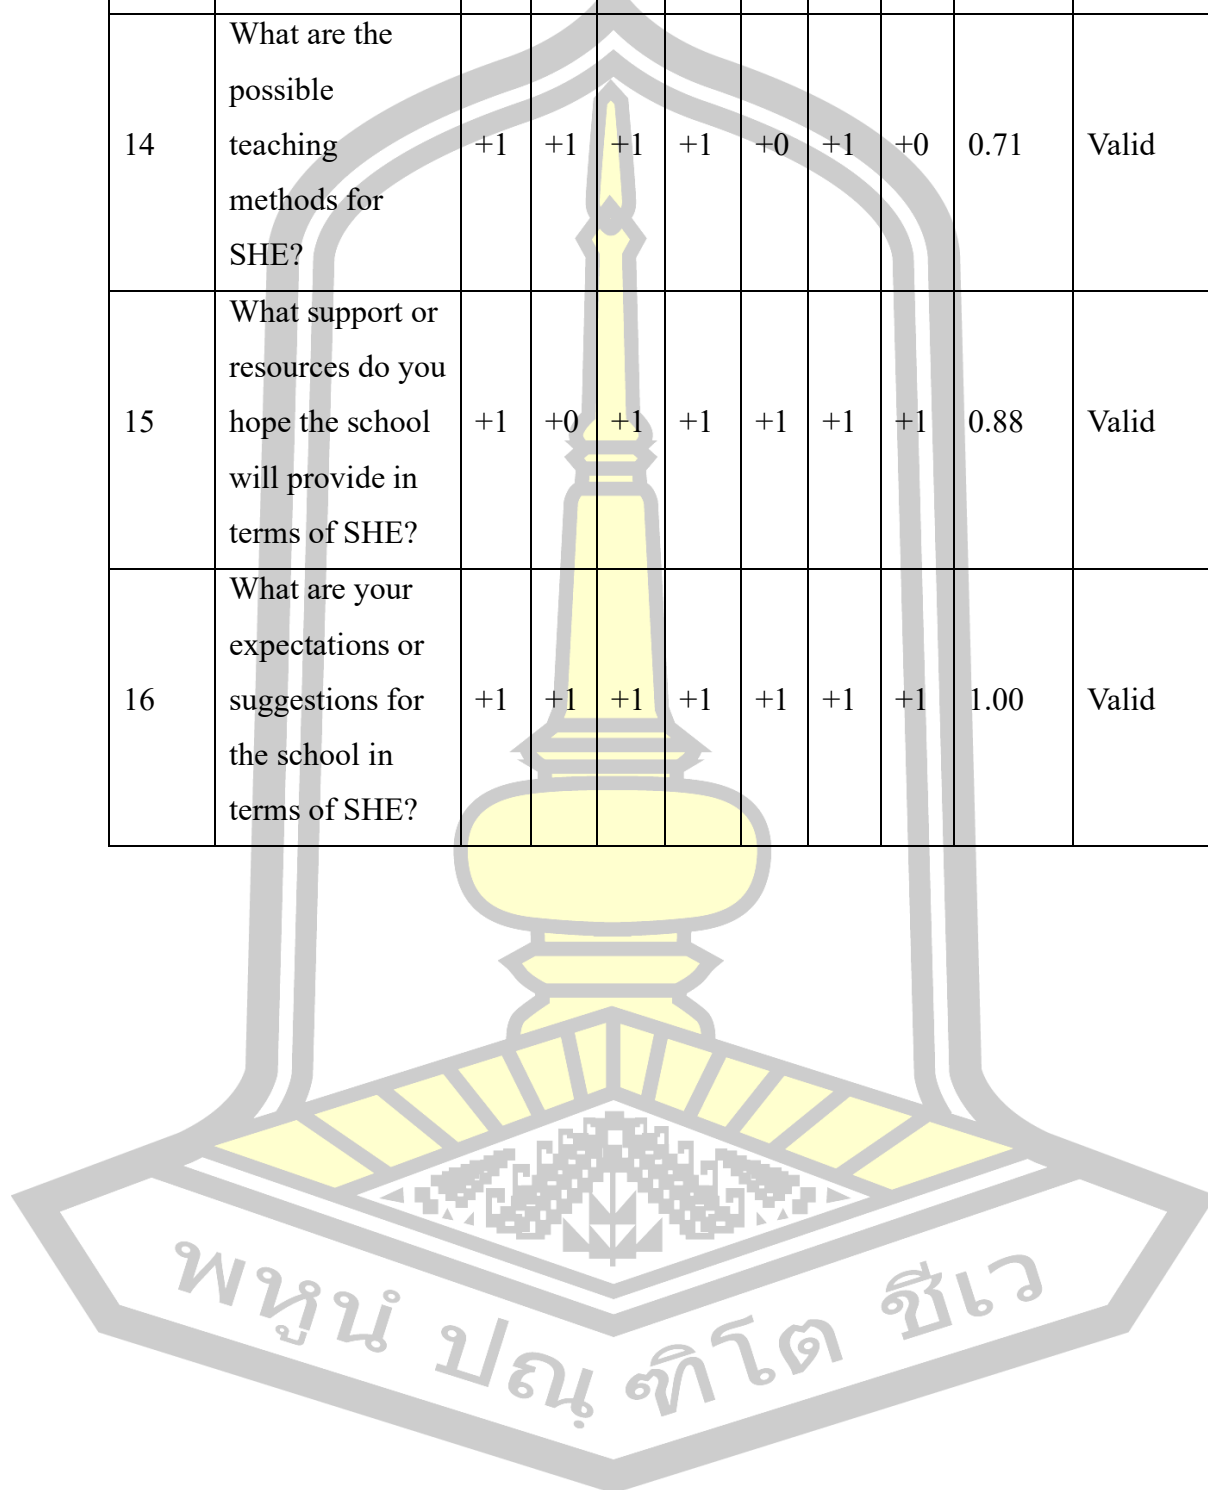 What are the
possible
14 teaching +1 +1 +1 +1 +0 +1 +0 0.71 Valid
methods for
SHE?
What support or
resources do you
15 hope the school +1 +0 +1 +1 +1 +1 +1 0.88 Valid
will provide in
terms of SHE?
What are your
expectations or
16 suggestions for +1 +1 +1 +1 +1 +1 +1 1.00 Valid
the school in
terms of SHE?
พหูนํ ปณฺฑิโต ชีเว